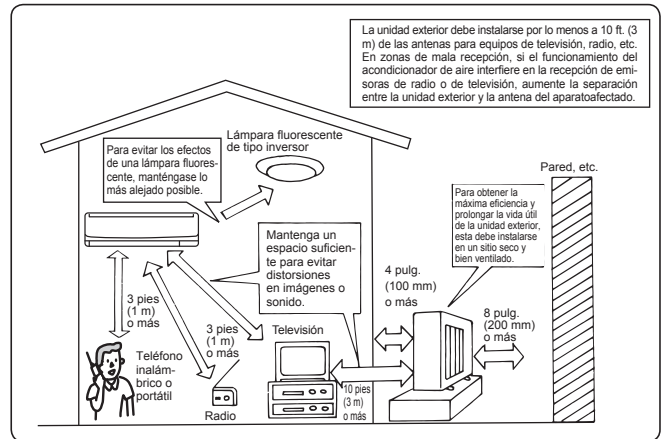 La unidad exterior debe instalarse por lo menos a 10 ft. (3
m) de las antenas para equipos de televisión, radio, etc.
En zonas de mala recepción, si el funcionamiento del
acondicionador de aire interfiere en la recepción de emi-
soras de radio o de televisión, aumente la separación
entre la unidad exterior y la antena del aparatoafectado.
Lámpara fluorescente
de tipo inversor
Para evitar los efectos
de una lámpara fluores-
cente, manténgase lo
más alejado posible.
Pared, etc.
Para obtener la
máxima eficiencia y
prolongar la vida útil
de la unidad exterior,
esta debe instalarse
en un sitio seco y
bien ventilado.
Mantenga un
espacio suficien-
te para evitar
distorsiones
en imágenes o
sonido.
4 pulg.
(100 mm)
o más
8 pulg.
(200 mm)
o más
3 pies
(1 m)
o más
3 pies
(1 m)
o más
Televisión
Teléfono
inalám-
brico o
portátil
Radio
10 pies
(3 m)
o más